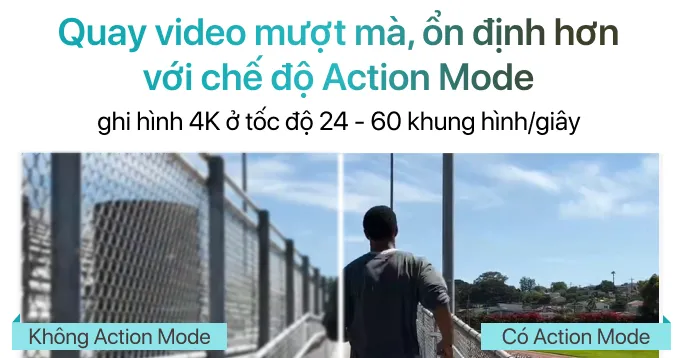 Quay video mượt mà, ổn định hơn
với chế độ Action Mode
ghi hình 4K ở tốc độ 24 - 60 khung hình/giây
Không Action Mode
Có Action Mode